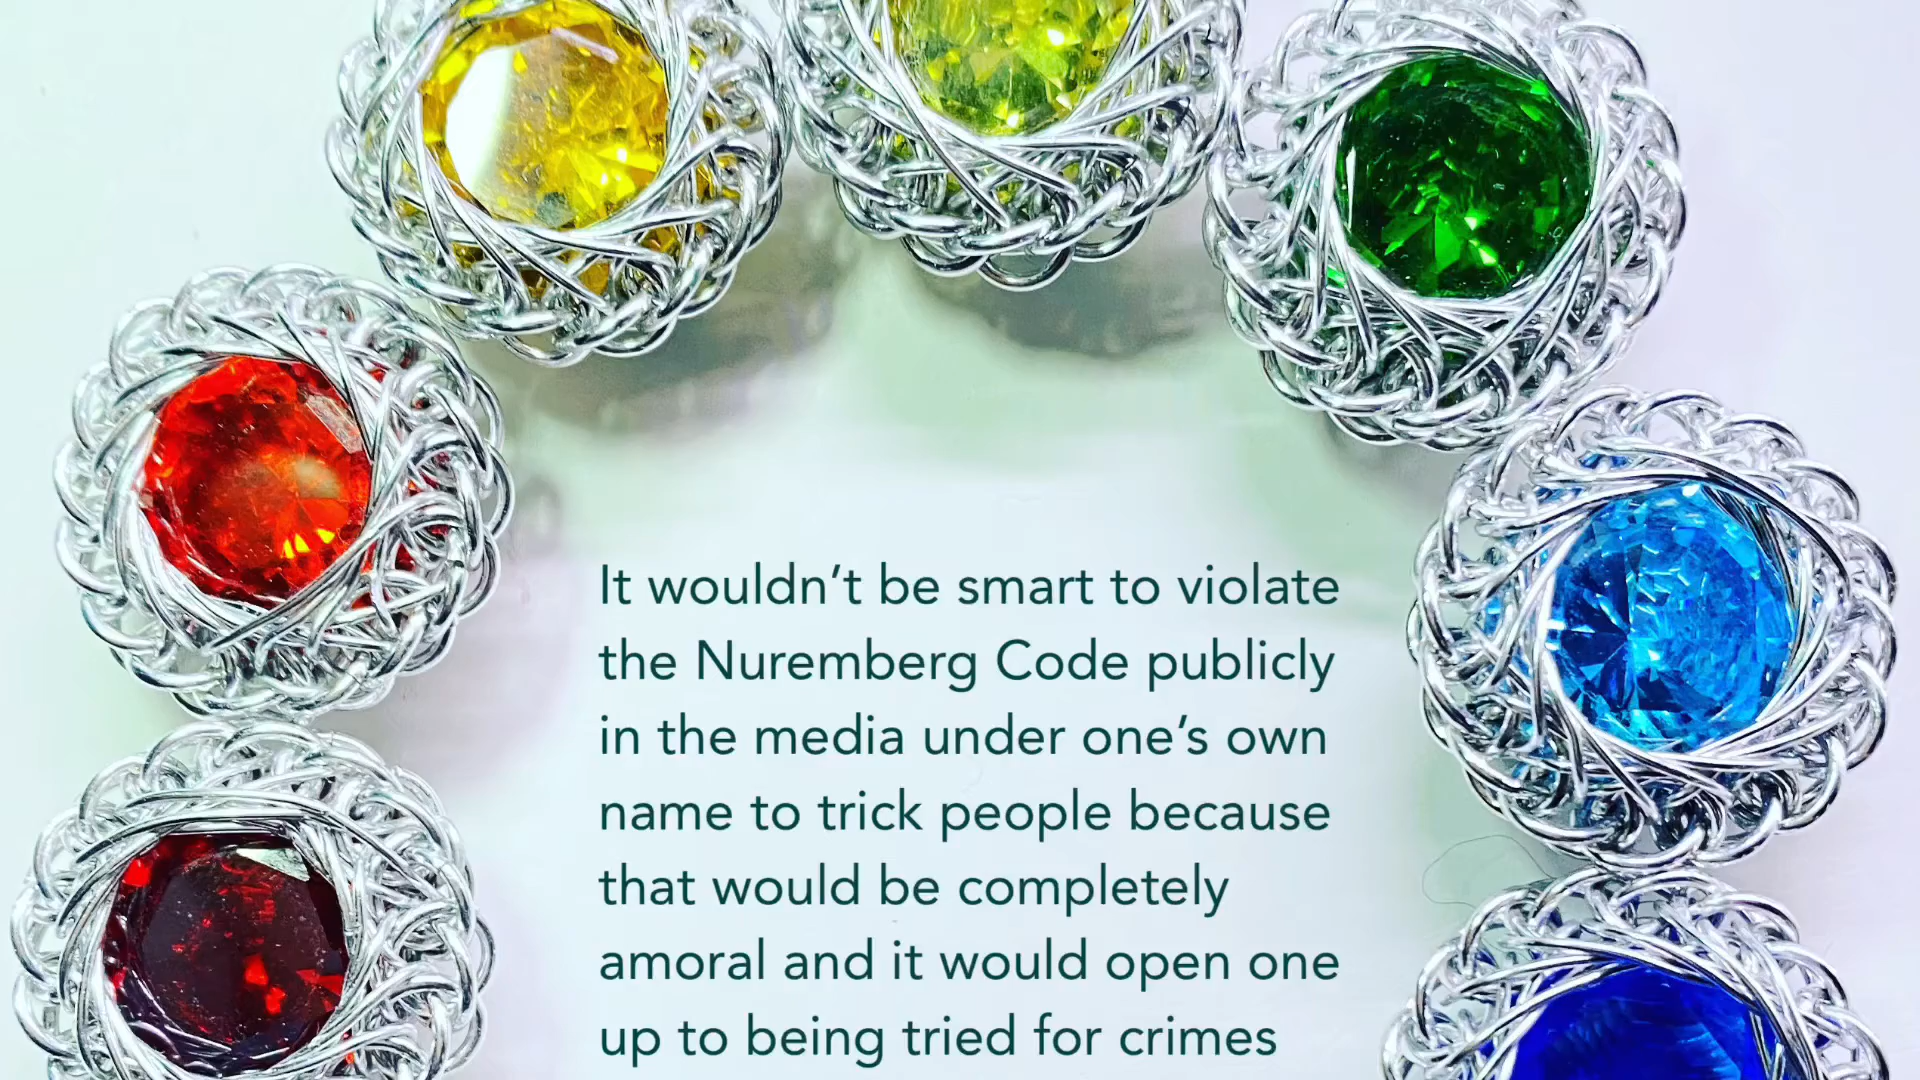 It wouldn’t be smart to violate
the Nuremberg Code publicly
in the media under one’s own
name to trick people because
that would be completely
amoral and it would open one
up to being tried for crimes